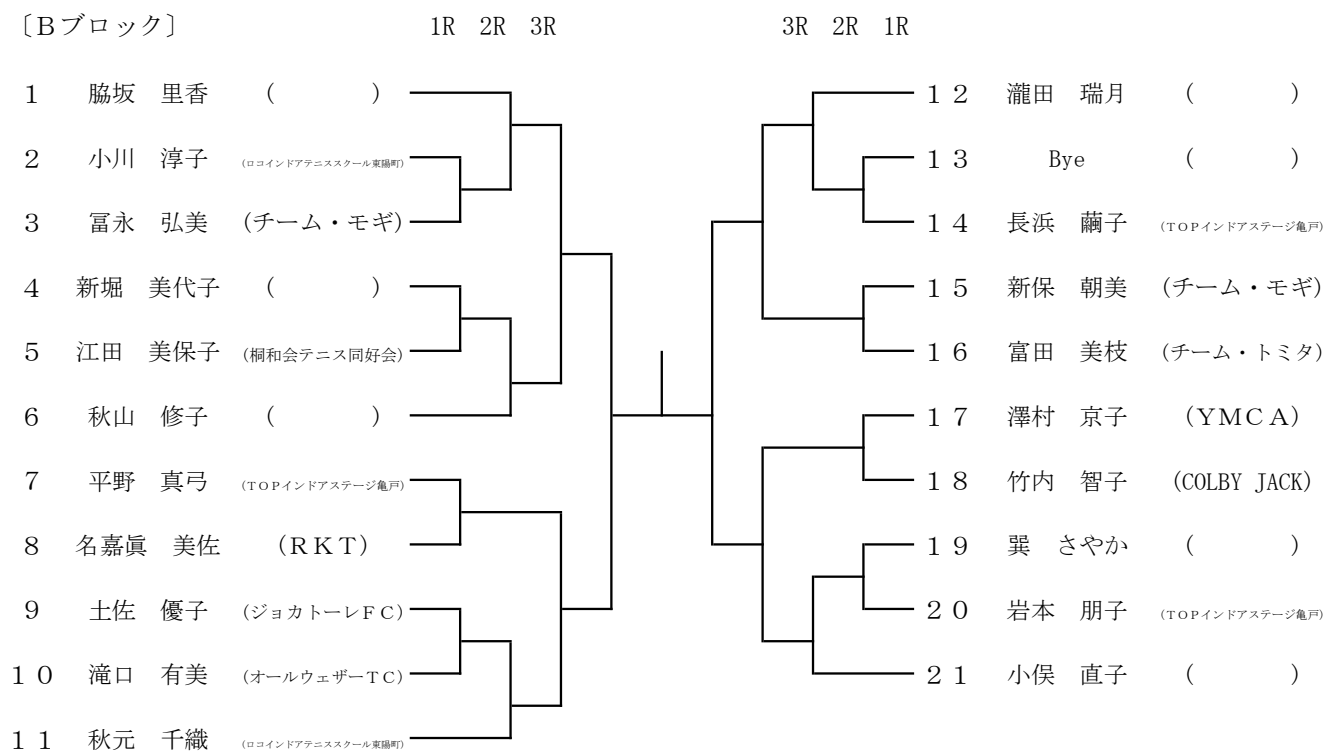 〔Bブロック〕 1R 2R 3R 3R 2R 1R
1 脇坂 里香 ( ) 12 瀧田 瑞月 ( )
2 小川 淳子 (ロコインドアテニススクール東陽町) 13 Bye ( )
3 冨永 弘美 (チーム・モギ) 14 長浜 繭子 (TOPインドアステージ亀戸)
4 新堀 美代子 ( ) 15 新保 朝美 (チーム・モギ)
5 江田 美保子 (桐和会テニス同好会) 16 富田 美枝 (チーム・トミタ)
6 秋山 修子 ( ) 17 澤村 京子 (YMCA)
7 平野 真弓 (TOPインドアステージ亀戸) 18 竹内 智子 (COLBY JACK)
8 名嘉眞 美佐 (RKT) 19 巽 さやか ( )
9 土佐 優子 (ジョカトーレFC) 20 岩本 朋子 (TOPインドアステージ亀戸)
10 滝口 有美 (オールウェザーTC) 21 小俣 直子 ( )
11 秋元 千織 (ロコインドアテニススクール東陽町)